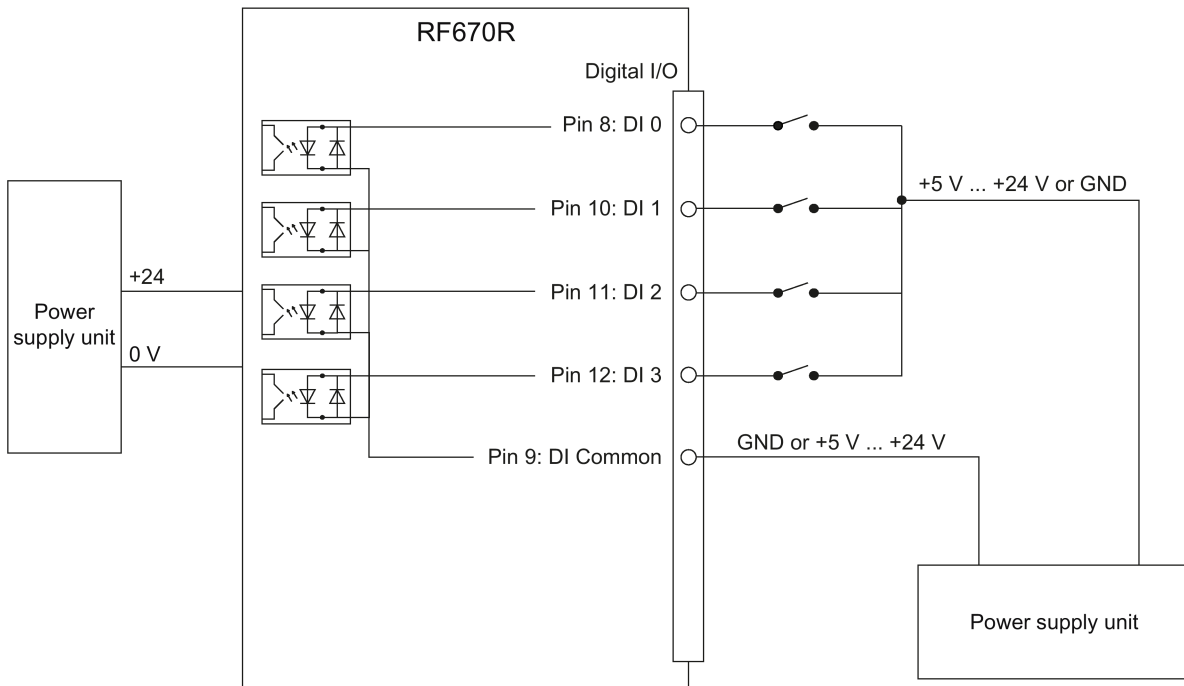 RF670R
Digital I/O
Pin 8: DI 0
+5 V ... +24 V or GND
Pin 10: DI 1
+24
Pin 11: DI 2
Power
supply unit
0 V
Pin 12: DI 3
GND or +5 V ... +24 V
Pin 9: DI Common
Power supply unit